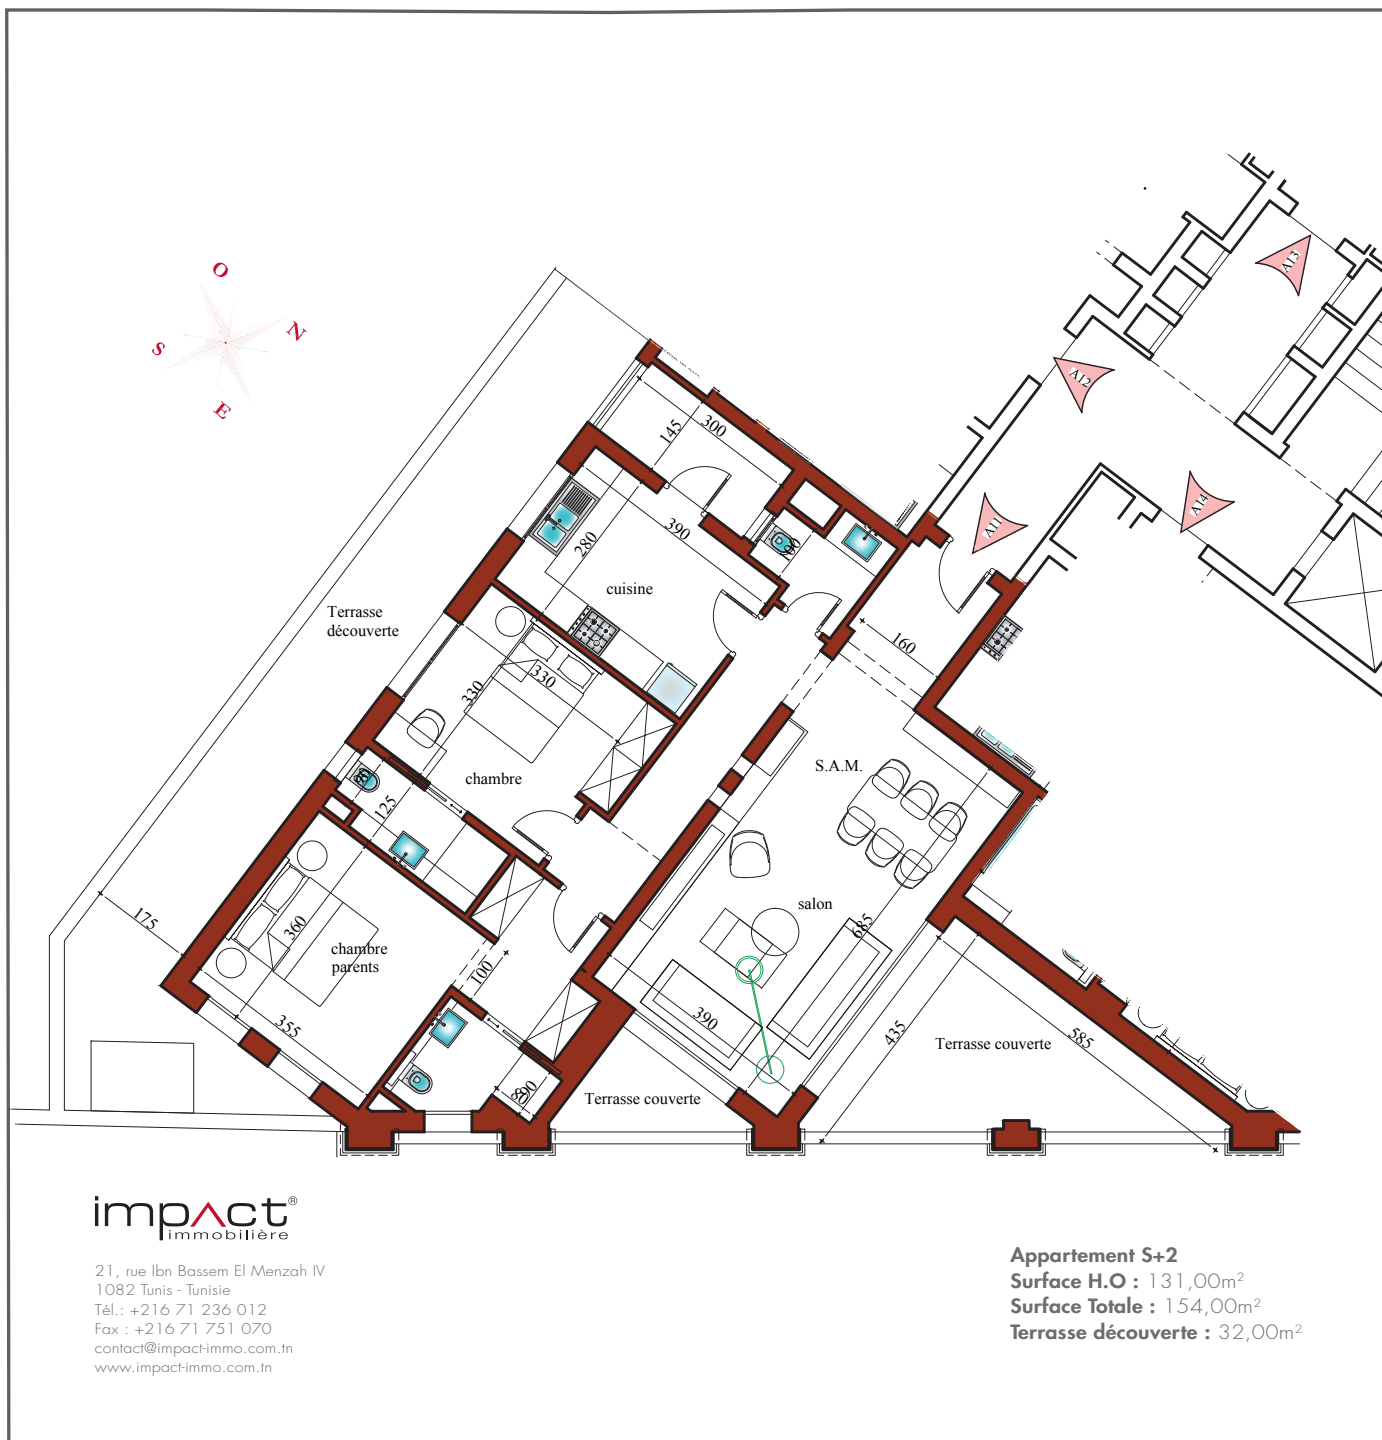 O
N
S
E
A13
A12
A14
A11
300
145
390
280
cuisine
Terrasse
découverte
160
330
330
S.A.M.
chambre
80
125
salon
685
175
360
chambre
parents
100
355
390
435
585
Terrasse couverte
Terrasse couverte
90
80
impact®
immobilière
21, rue Ibn Bassem El Menzah IV
1082 Tunis - Tunisie
Tél.: +216 71 236 012
Fax : +216 71 751 070
contact@impact-immo.com.tn
www.impact-immo.com.tn
Appartement S+2
Surface H.O : 131,00m²
Surface Totale : 154,00m²
Terrasse découverte : 32,00m²